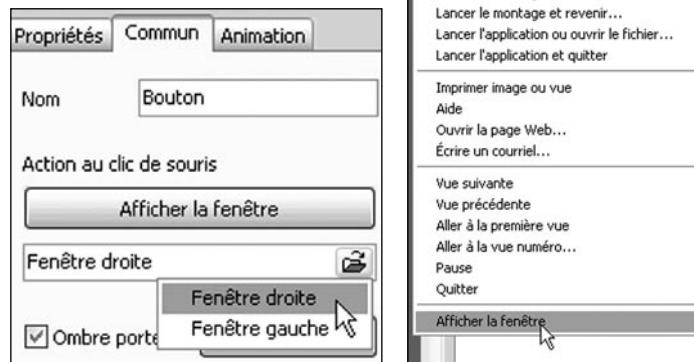 Propriétés Commun Animation
Nom Bouton
Action au clic de souris
Afficher la fenêtre
Fenêtre droite
Fenêtre droite
Fenêtre gauche
Ombre porté
Lancer le montage et revenir...
Lancer l'application ou ouvrir le fichier...
Lancer l'application et quitter
Imprimer image ou vue
Aide
Ouvrir la page Web...
Écrire un courriel...
Vue suivante
Vue précédente
Aller à la première vue
Aller à la vue numéro...
Pause
Quitter
Afficher la fenêtre